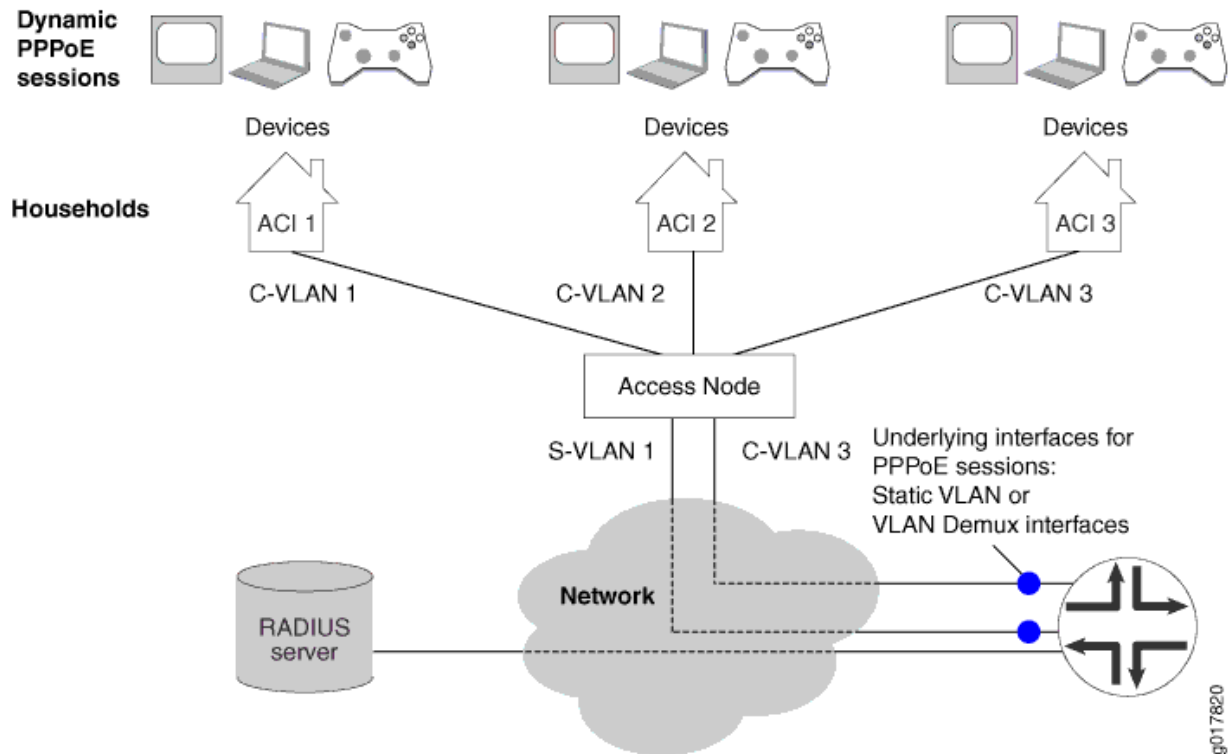 Dynamic
PPPoE
sessions
Devices
Devices
Devices
Households
ACI 1
ACI 2
ACI 3
C-VLAN 1
C-VLAN 2
C-VLAN 3
Access Node
S-VLAN 1
C-VLAN 3
Underlying interfaces for
PPPoE sessions:
Static VLAN or
VLAN Demux interfaces
Network
RADIUS
server
g017820